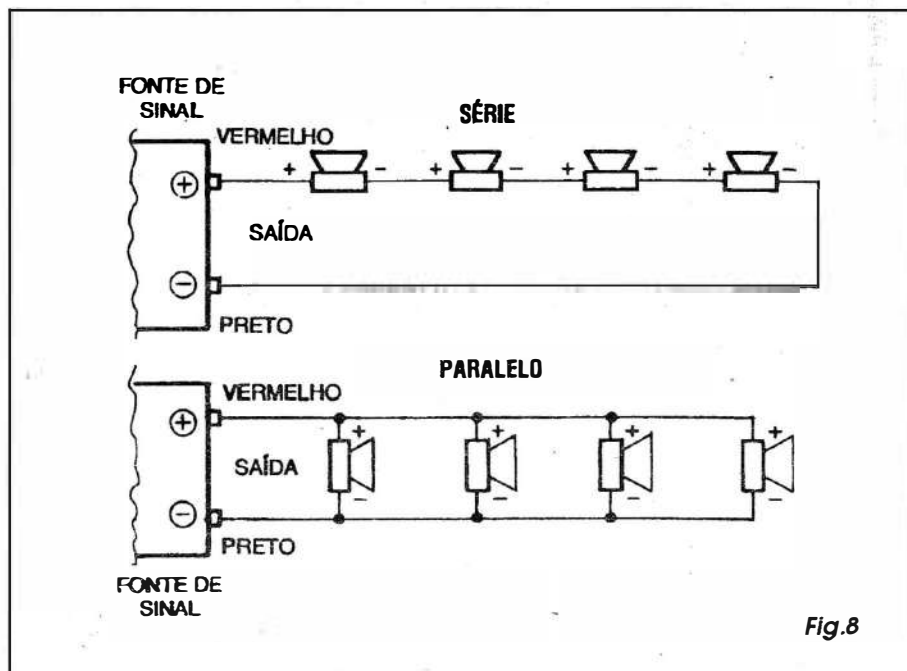 FONTE DE
SINAL
SÉRIE
VERMELHO
+ + - + - + - + -
SAÍDA
-
PRETO
PARALELO
VERMELHO
+ + + + +
SAÍDA
- - - - -
PRETO
FONTE DE
SINAL
Fig.8